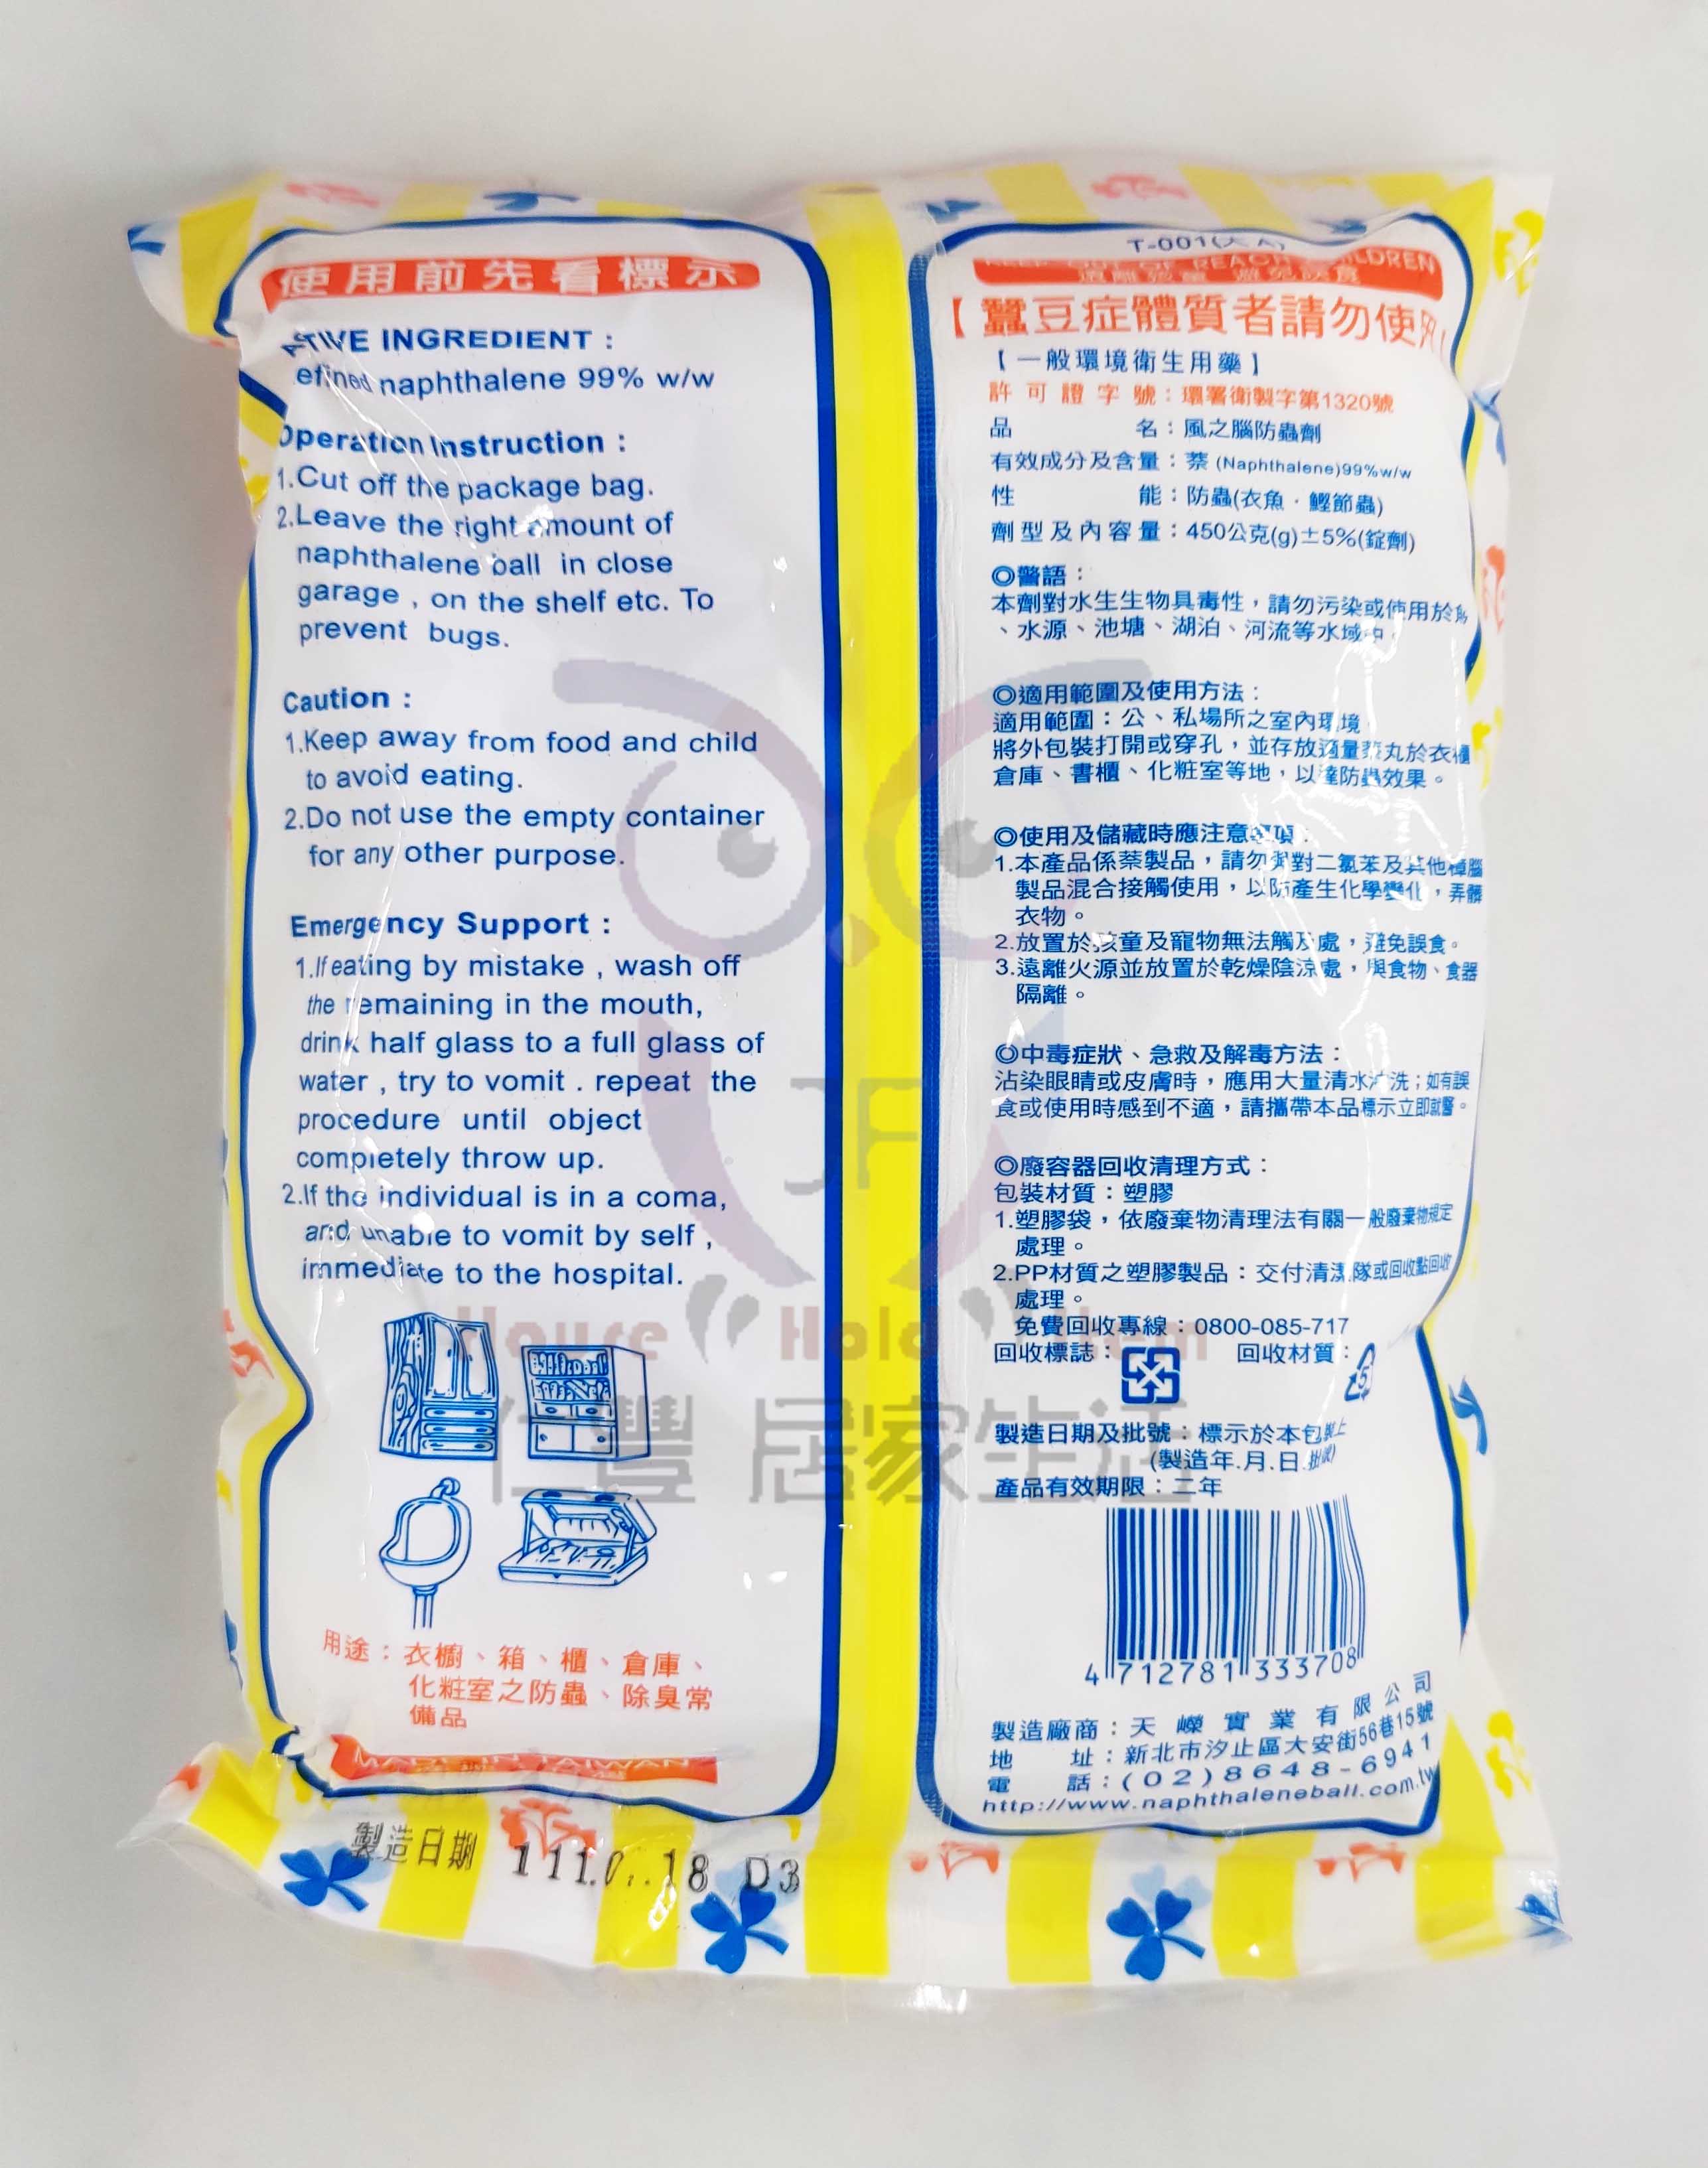 使用前先看標示
INGREDIENT：
naphthalene 99% w/w
Operation Instruction：
1.Cut off the package bag.
2.Leave the right amount of
naphthalene ball in close
garage , on the shelf etc. To
prevent bugs.
Caution：
1.Keep away from food and child
to avoid eating.
2.Do not use the empty container
for any other purpose.
Emergency Support：
1.If eating by mistake , wash off
the remaining in the mouth,
drink half glass to a full glass of
water , try to vomit . repeat the
procedure until object
completely throw up.
2.If the individual is in a coma,
and unable to vomit by self ,
immediate to the hospital.
用途：衣櫥、箱、櫃、倉庫、
化粧室之防蟲、除臭常
備品
MADE IN TAIWAN
製造日期 18 D3
T-001
KEEP OUT OF REACH CHILDREN
【蠶豆症體質者請勿使用】
【一般環境衛生用藥】
許可證字號：環署衛製字第1320號
品名：風之腦防蟲劑
有效成分及含量：萘 (Naphthalene)99%w/w
性能：防蟲(衣魚．鰹節蟲)
劑型及內容量：450公克(g)±5%(錠劑)
◎警語：
本劑對水生生物具毒性，請勿污染或使用於魚
、水源、池塘、湖泊、河流等水域中。
◎適用範圍及使用方法：
適用範圍：公、私場所之室內環境
將外包裝打開或穿孔，並存放適量萘丸於衣櫃
倉庫、書櫃、化粧室等地，以達防蟲效果。
◎使用及儲藏時應注意事項：
1.本產品係萘製品，請勿與對二氯苯及其他樟腦
製品混合接觸使用，以防產生化學變化，弄髒
衣物。
2.放置於孩童及寵物無法觸及處，避免誤食。
3.遠離火源並放置於乾燥陰涼處，與食物、食器
隔離。
◎中毒症狀、急救及解毒方法：
沾染眼睛或皮膚時，應用大量清水沖洗；如有誤
食或使用時感到不適，請攜帶本品標示立即就醫。
◎廢容器回收清理方式：
包裝材質：塑膠
1.塑膠袋，依廢棄物清理法有關一般廢棄物規定
處理。
2.PP材質之塑膠製品：交付清潔隊或回收點回收
處理。
免費回收專線：0800-085-717
回收標誌： 回收材質： 5
製造日期及批號：標示於本包裝上
(製造年.月.日.批號)
產品有效期限：二年
4 712781 333708
製造廠商：天嶸實業有限公司
地址：新北市汐止區大安街56巷15號
電話：(02)8648-6941
http://www.naphthaleneball.com.tw
JF
House Hold Item
仁豐 居家生活